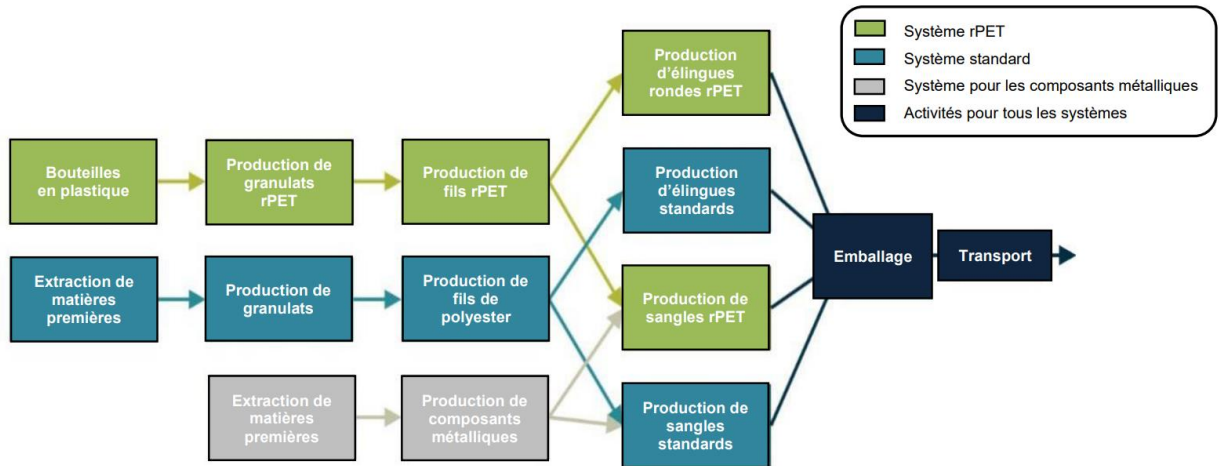 Système rPET
Système standard
Système pour les composants métalliques
Activités pour tous les systèmes
Production
d’élingues
rondes rPET
Bouteilles
en plastique
Production de
granulats
rPET
Production de
fils rPET
Production
d’élingues
standards
Emballage
Transport
Extraction de
matières
premières
Production de
granulats
Production de
fils de
polyester
Production de
sangles rPET
Extraction de
matières
premières
Production de
composants
métalliques
Production de
sangles
standards